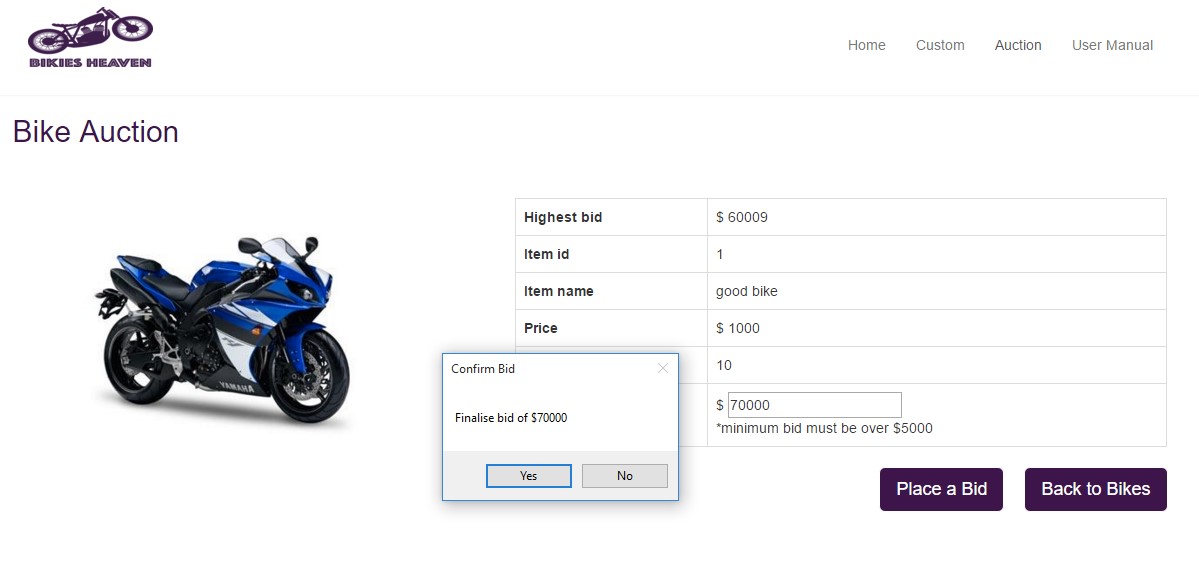 BIKIES HEAVEN
Home Custom Auction User Manual
Bike Auction
Highest bid $ 60009
Item id 1
Item name good bike
Price $ 1000
10
$ 70000
*minimum bid must be over $5000
Confirm Bid
Finalise bid of $70000
Yes No
Place a Bid Back to Bikes
YAMAHA